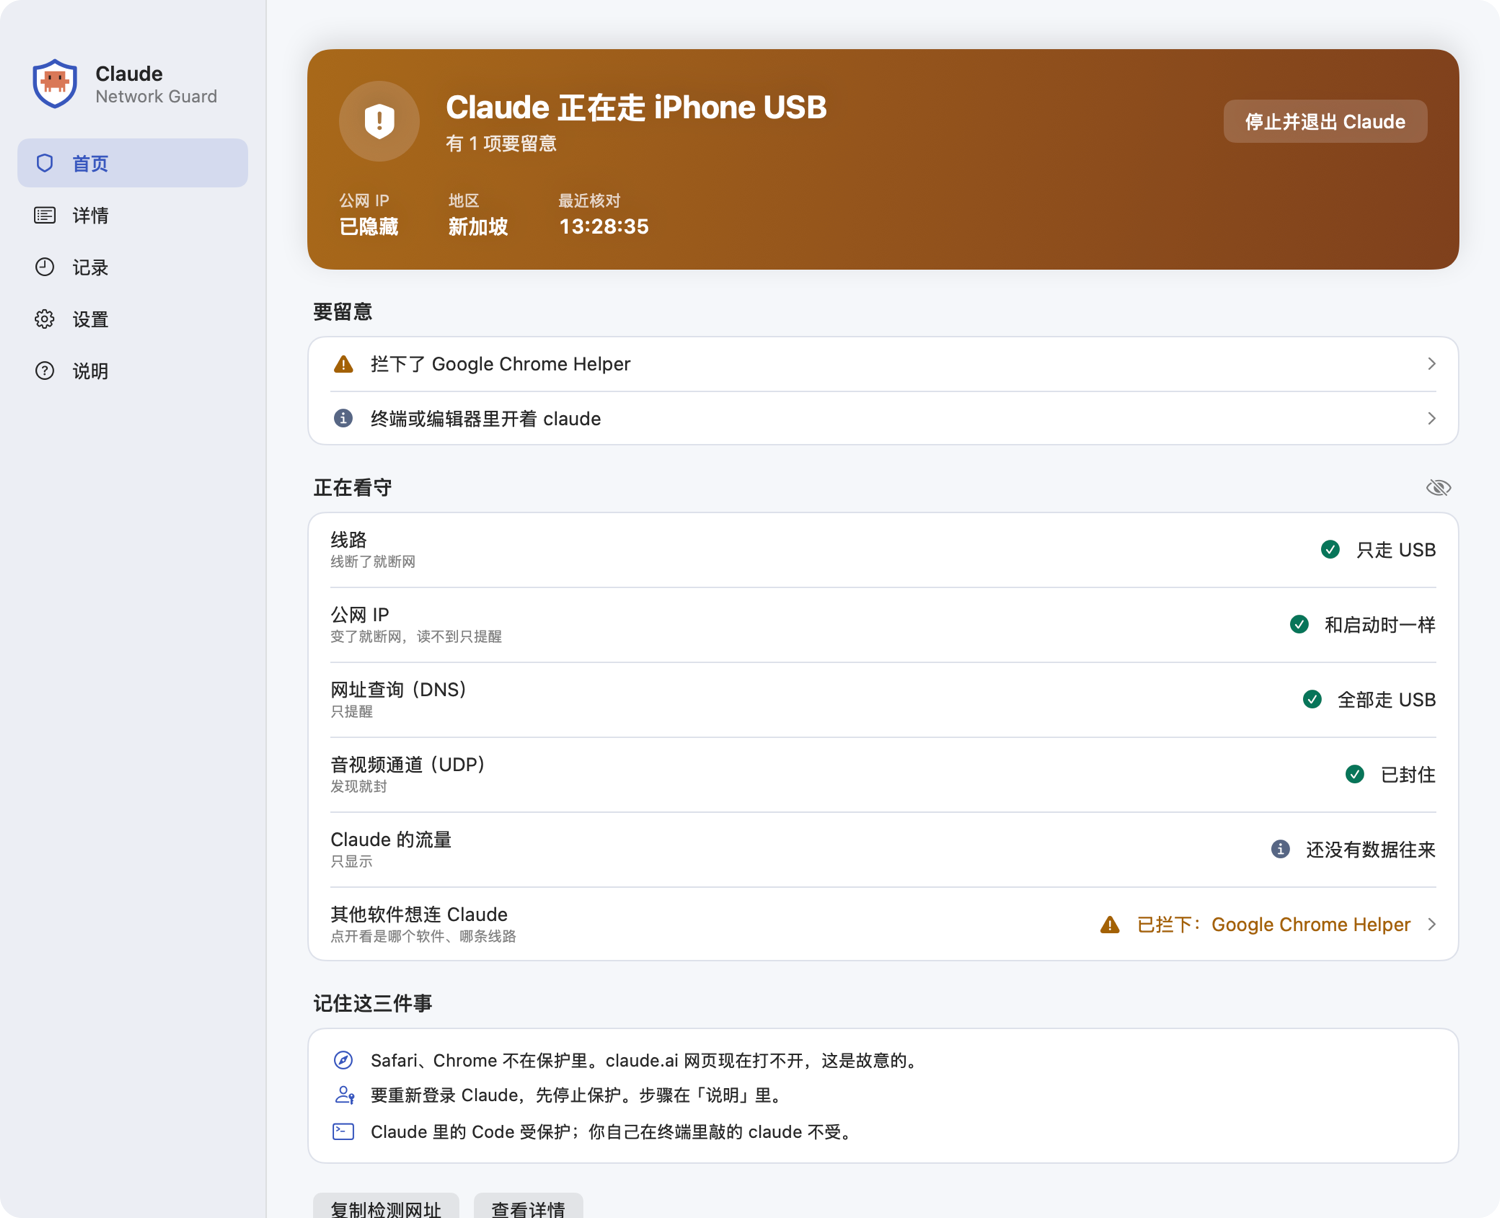 Claude
Network Guard
首页
详情
记录
设置
说明
Claude 正在走 iPhone USB
有 1 项要留意
停止并退出 Claude
公网 IP
已隐藏
地区
新加坡
最近核对
13:28:35
要留意
拦下了 Google Chrome Helper
终端或编辑器里开着 claude
正在看守
线路
线断了就断网
只走 USB
公网 IP
变了就断网，读不到只提醒
和启动时一样
网址查询（DNS）
只提醒
全部走 USB
音视频通道（UDP）
发现就封
已封住
Claude 的流量
只显示
还没有数据往来
其他软件想连 Claude
点开看是哪个软件、哪条线路
已拦下：Google Chrome Helper
记住这三件事
Safari、Chrome 不在保护里。claude.ai 网页现在打不开，这是故意的。
要重新登录 Claude，先停止保护。步骤在「说明」里。
Claude 里的 Code 受保护；你自己在终端里敲的 claude 不受。
复制检测网址
查看详情